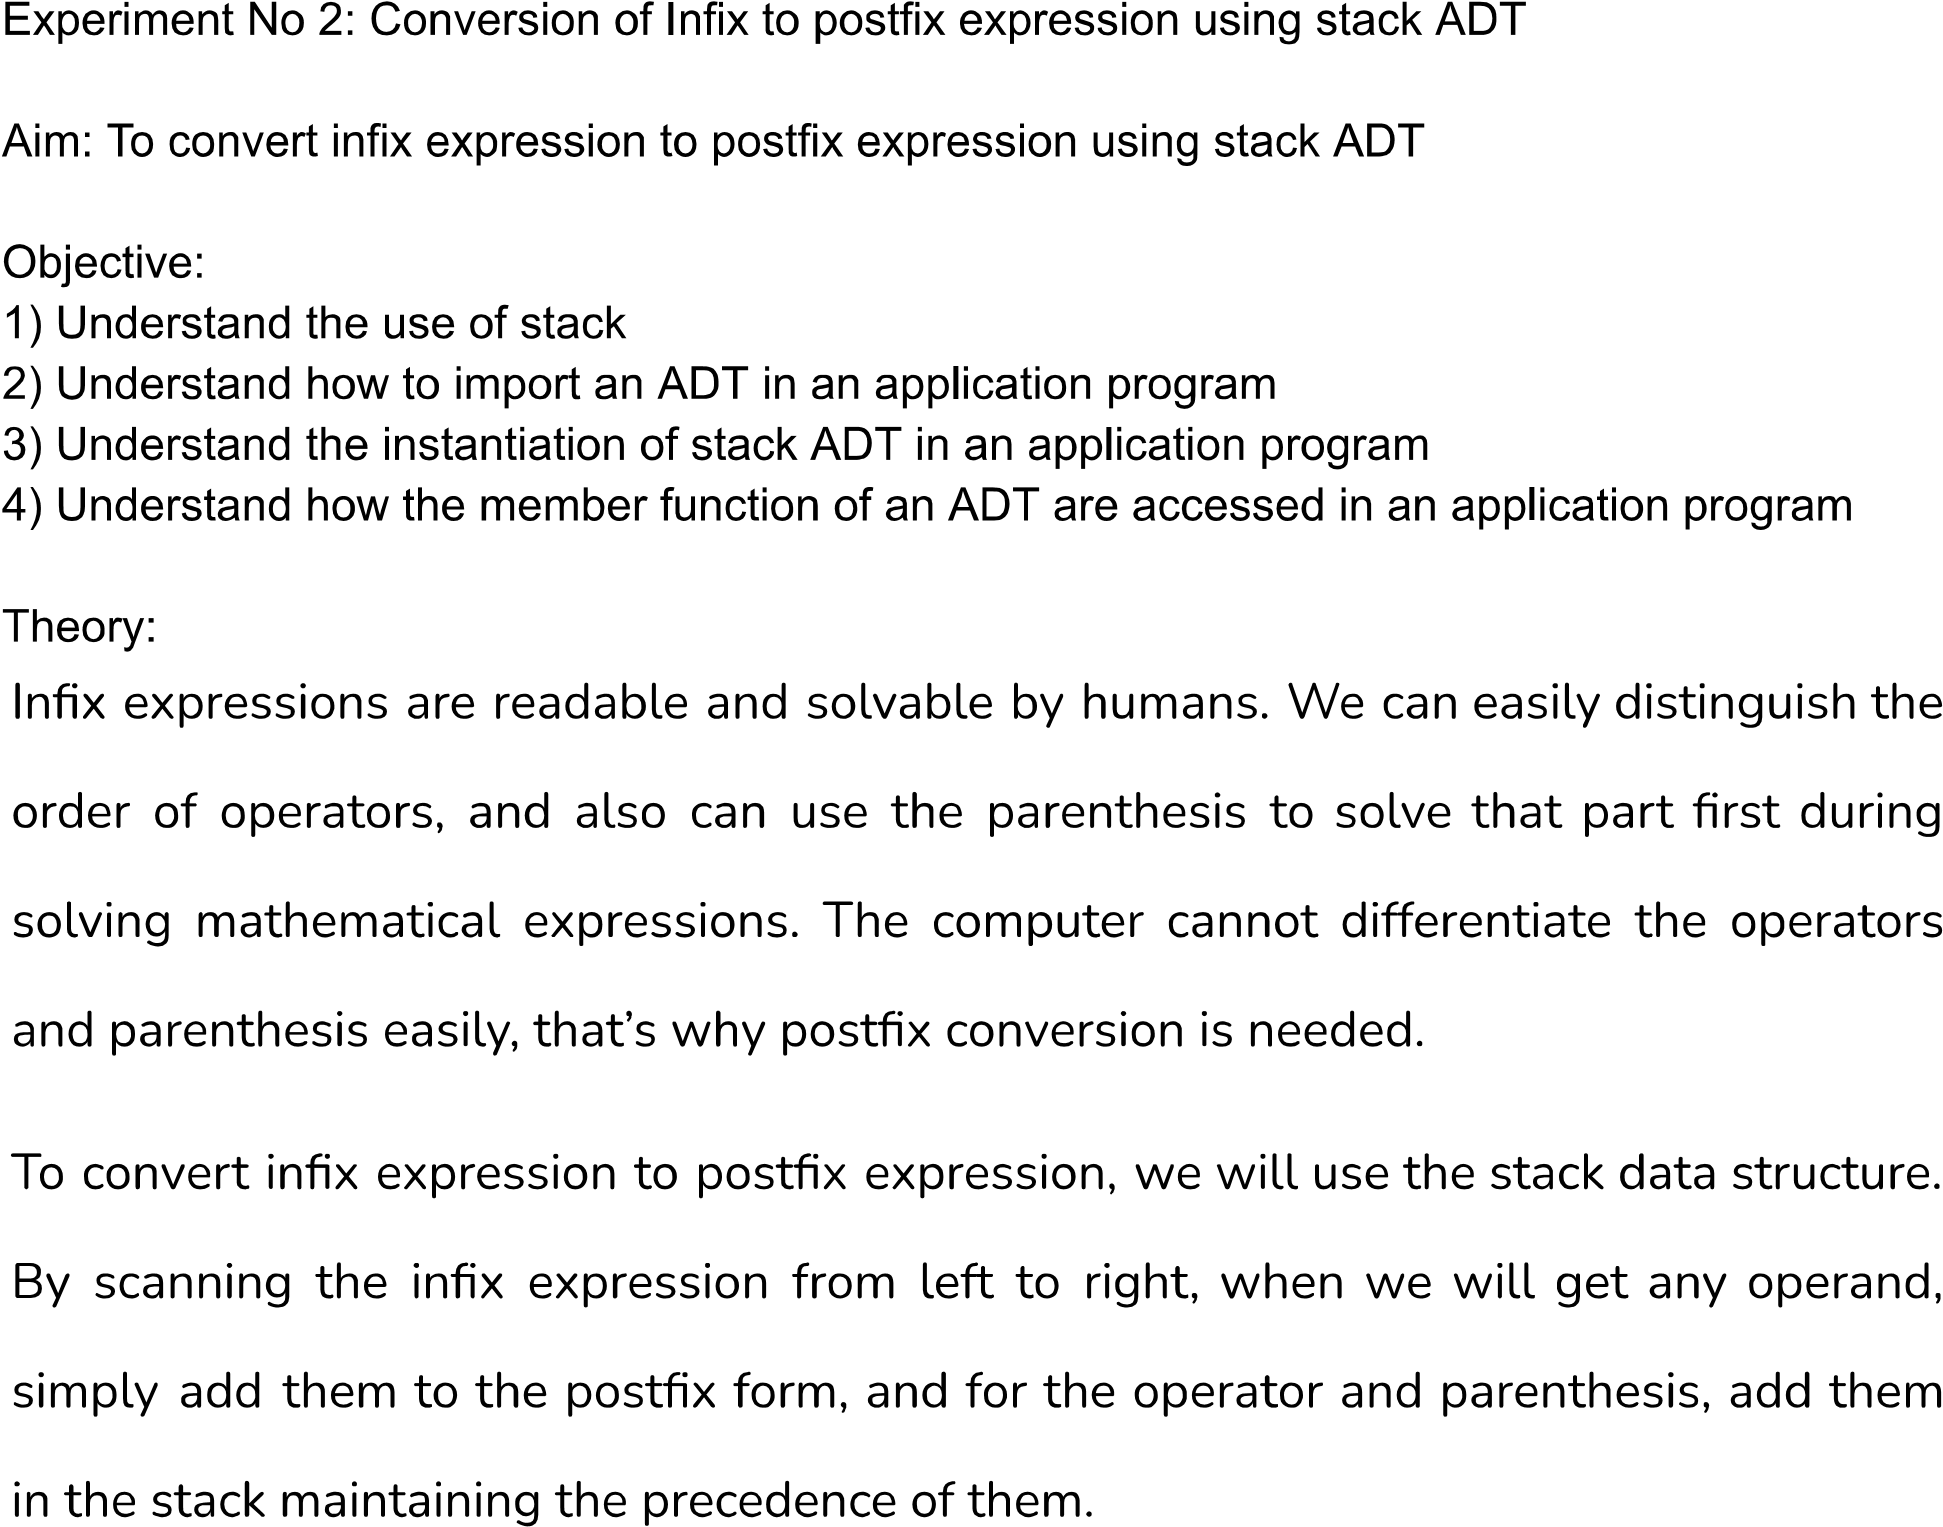 Experiment No 2: Conversion of Infix to postfix expression using stack ADT
Aim: To convert infix expression to postfix expression using stack ADT
Objective:
1) Understand the use of stack
2) Understand how to import an ADT in an application program
3) Understand the instantiation of stack ADT in an application program
4) Understand how the member function of an ADT are accessed in an application program
Theory:
Infix expressions are readable and solvable by humans. We can easily distinguish the
order of operators, and also can use the parenthesis to solve that part first during
solving mathematical expressions. The computer cannot differentiate the operators
and parenthesis easily, that’s why postfix conversion is needed.
To convert infix expression to postfix expression, we will use the stack data structure.
By scanning the infix expression from left to right, when we will get any operand,
simply add them to the postfix form, and for the operator and parenthesis, add them
in the stack maintaining the precedence of them.